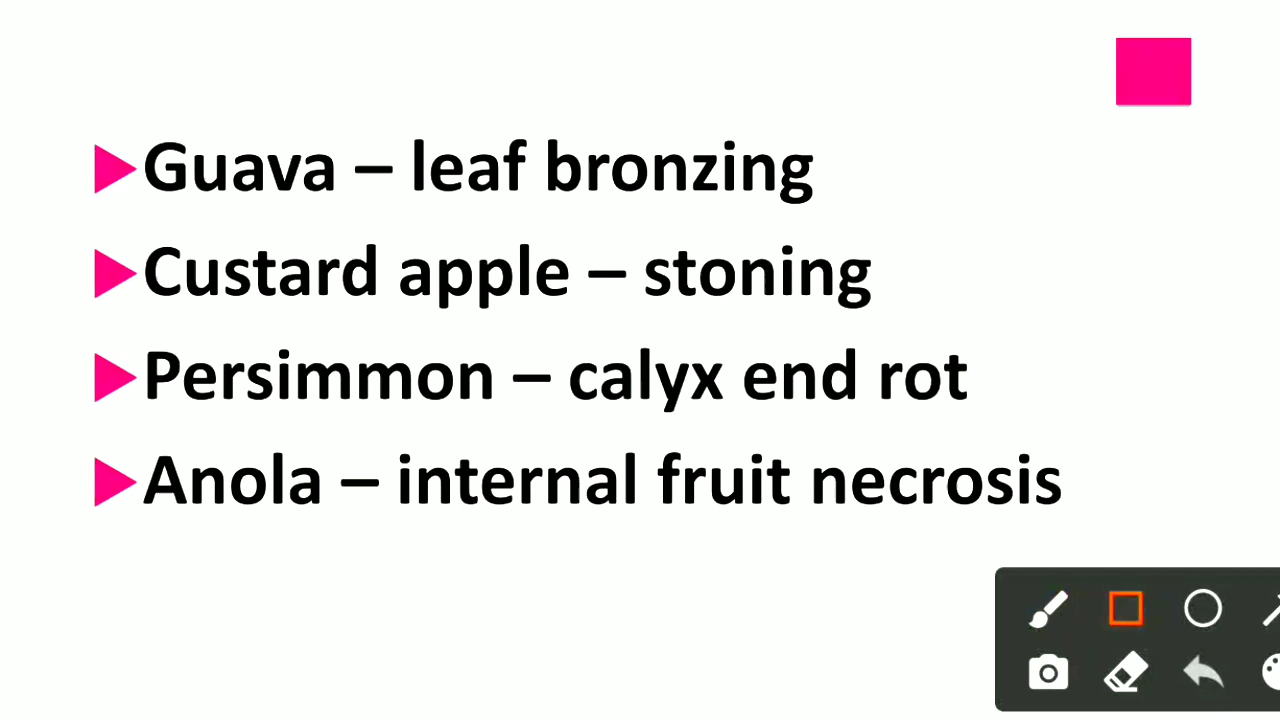 Guava – leaf bronzing
Custard apple – stoning
Persimmon – calyx end rot
Anola – internal fruit necrosis